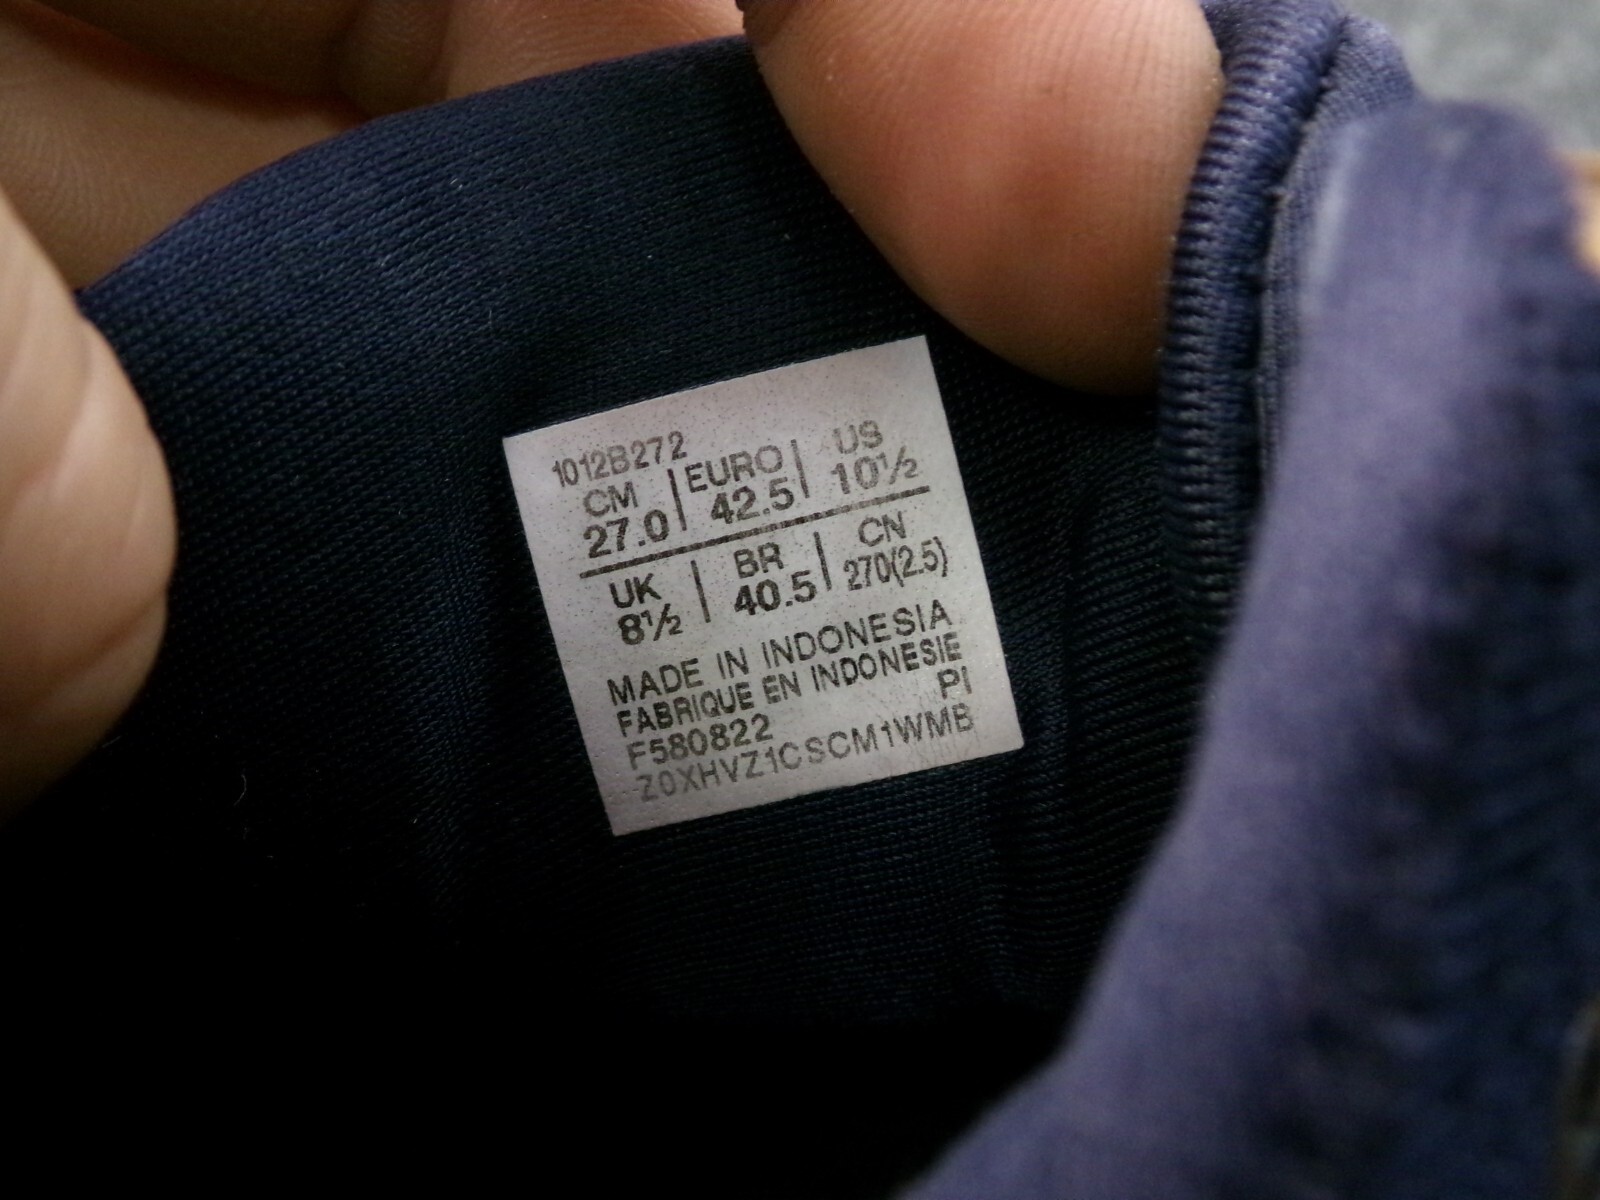 1012B272
CM | EURO | US
27.0 | 42.5 | 10½
UK | BR | CN
8½ | 40.5 | 270(2.5)
MADE IN INDONESIA
FABRIQUE EN INDONESIE
PI
F580822
Z0XHVZ1CSCM1WMB